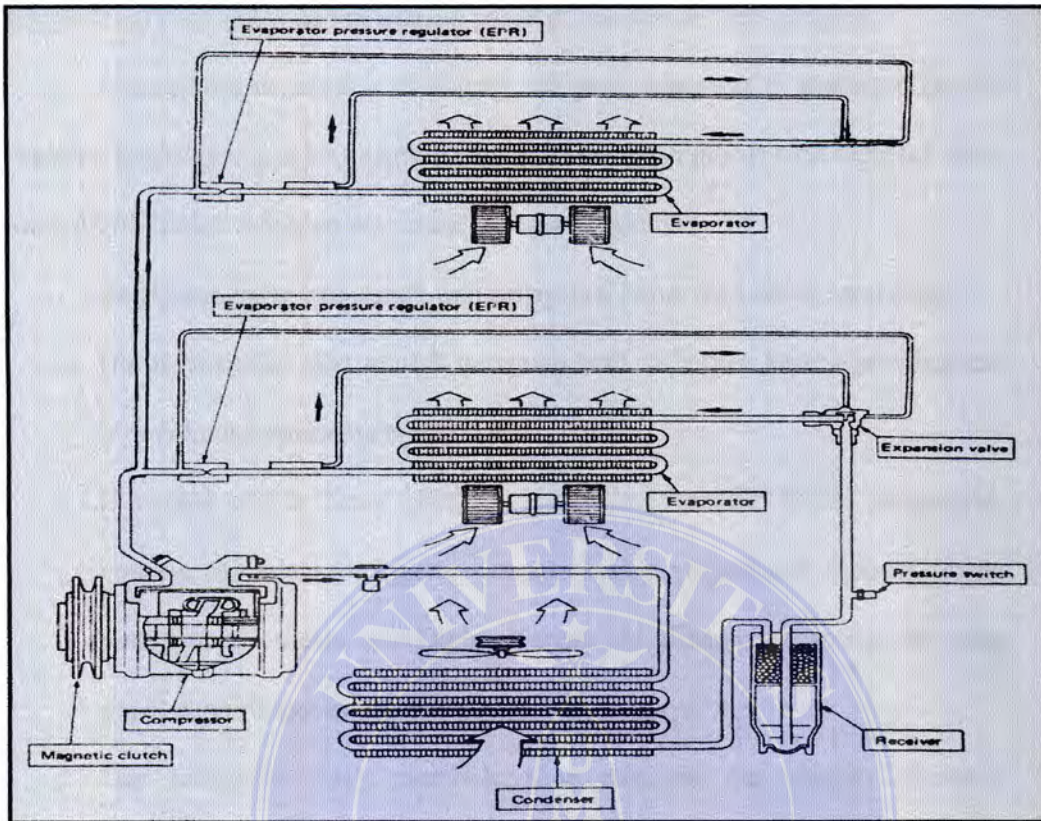 Evaporator pressure regulator (EPR)
Evaporator
Evaporator pressure regulator (EPR)
Expansion valve
Evaporator
Pressure switch
Compressor
Receiver
Magnetic clutch
Condenser
UNIVERSIT